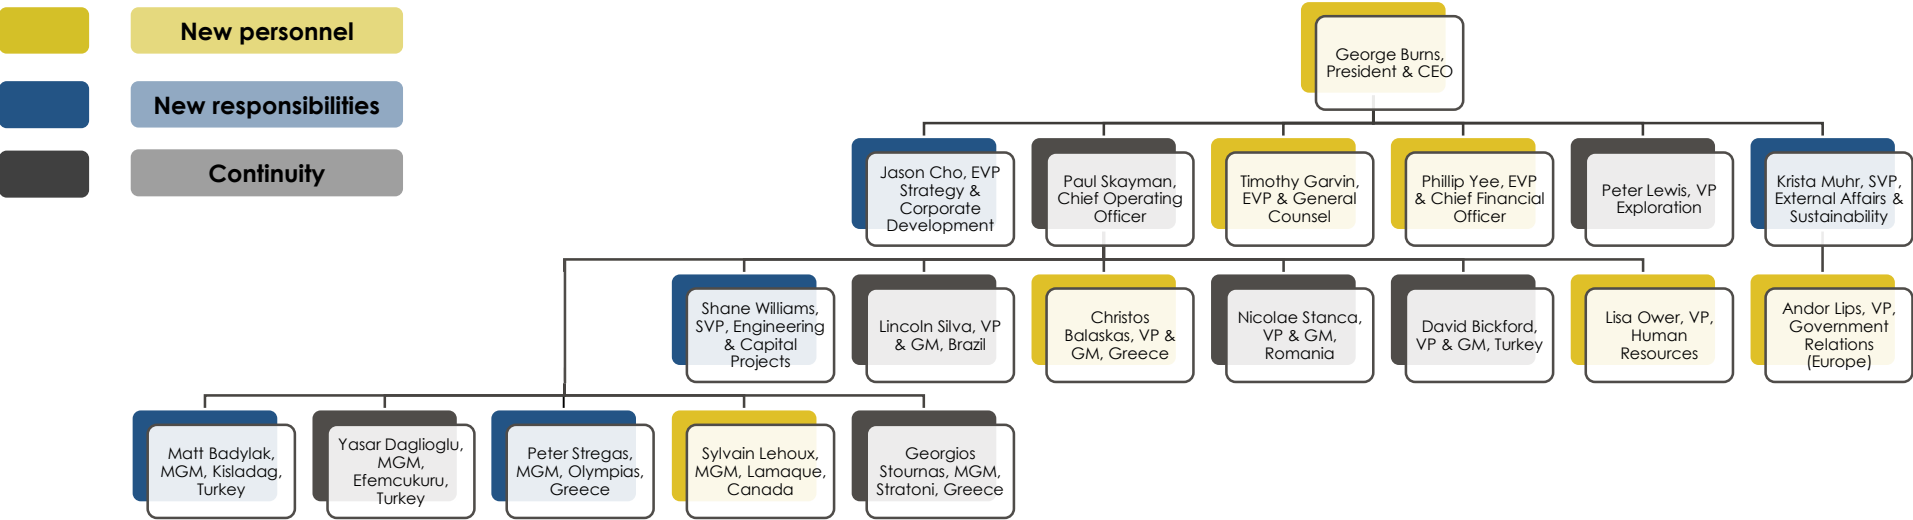 New personnel
New responsibilities
Continuity
George Burns,
President & CEO
Jason Cho, EVP
Strategy &
Corporate
Development
Paul Skayman,
Chief Operating
Officer
Timothy Garvin,
EVP & General
Counsel
Phillip Yee, EVP
& Chief Financial
Officer
Peter Lewis, VP
Exploration
Krista Muhr, SVP,
External Affairs &
Sustainability
Shane Williams,
SVP, Engineering
& Capital
Projects
Lincoln Silva, VP
& GM, Brazil
Christos
Balaskas, VP &
GM, Greece
Nicolae Stanca,
VP & GM,
Romania
David Bickford,
VP & GM, Turkey
Lisa Ower, VP,
Human
Resources
Andor Lips, VP,
Government
Relations
(Europe)
Matt Badylak,
MGM, Kisladag,
Turkey
Yasar Daglioglu,
MGM,
Efemcukuru,
Turkey
Peter Stregas,
MGM, Olympias,
Greece
Sylvain Lehoux,
MGM, Lamaque,
Canada
Georgios
Stournas, MGM,
Stratoni, Greece